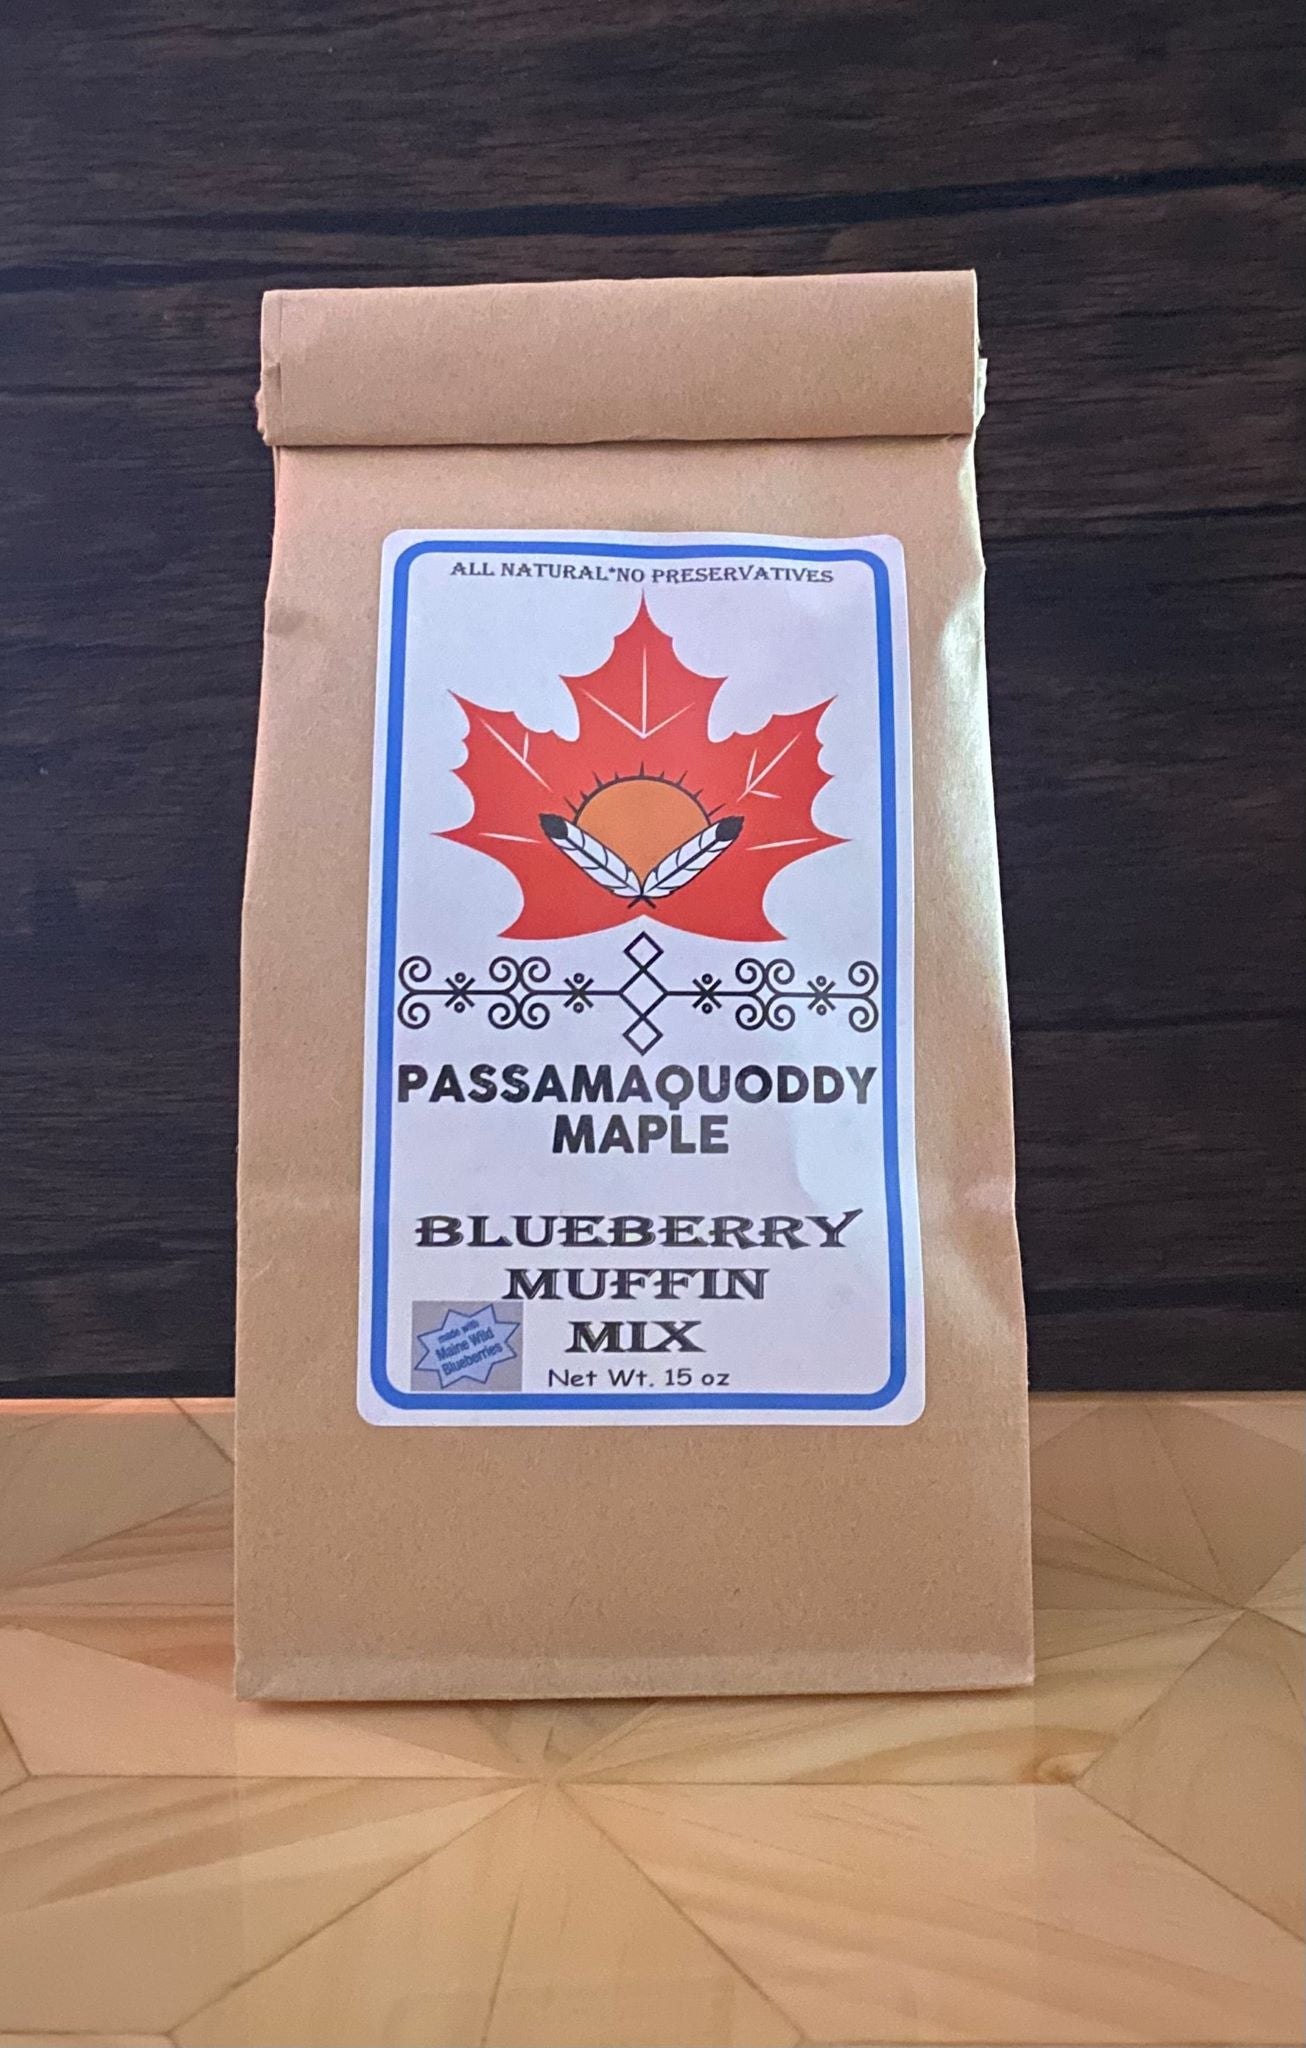 ALL NATURAL*NO PRESERVATIVES
PASSAMAQUODDY
MAPLE
BLUEBERRY
MUFFIN
MIX
made with
Maine Wild
Blueberries
Net Wt. 15 oz